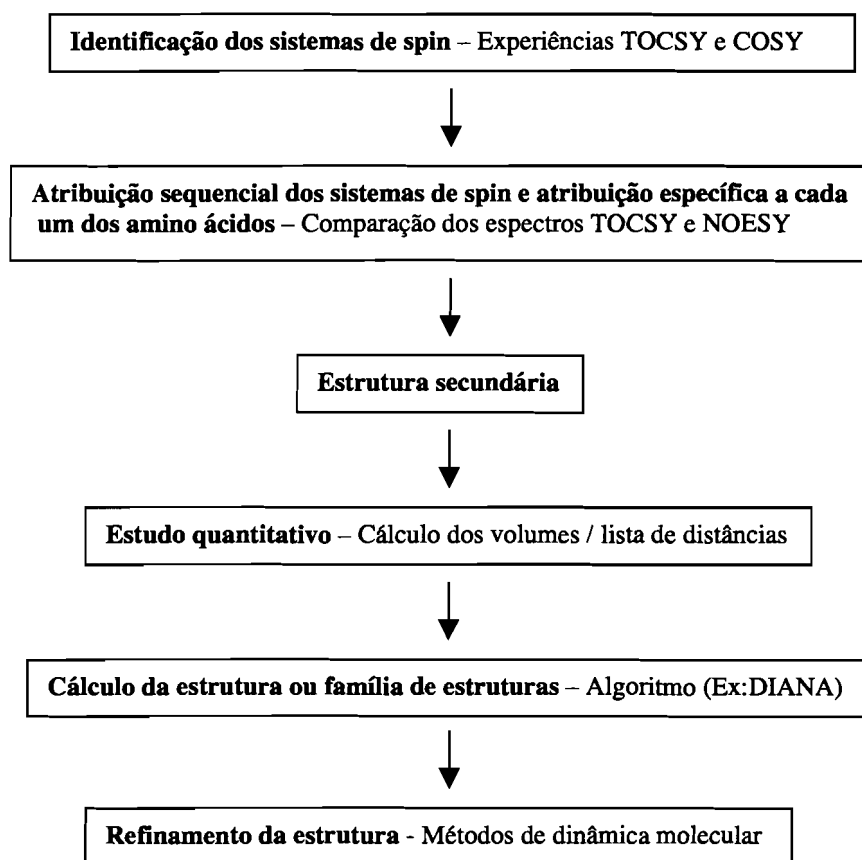 Identificação dos sistemas de spin – Experiências TOCSY e COSY
Atribuição sequencial dos sistemas de spin e atribuição específica a cada
um dos amino ácidos – Comparação dos espectros TOCSY e NOESY
Estrutura secundária
Estudo quantitativo – Cálculo dos volumes / lista de distâncias
Cálculo da estrutura ou família de estruturas – Algoritmo (Ex:DIANA)
Refinamento da estrutura - Métodos de dinâmica molecular